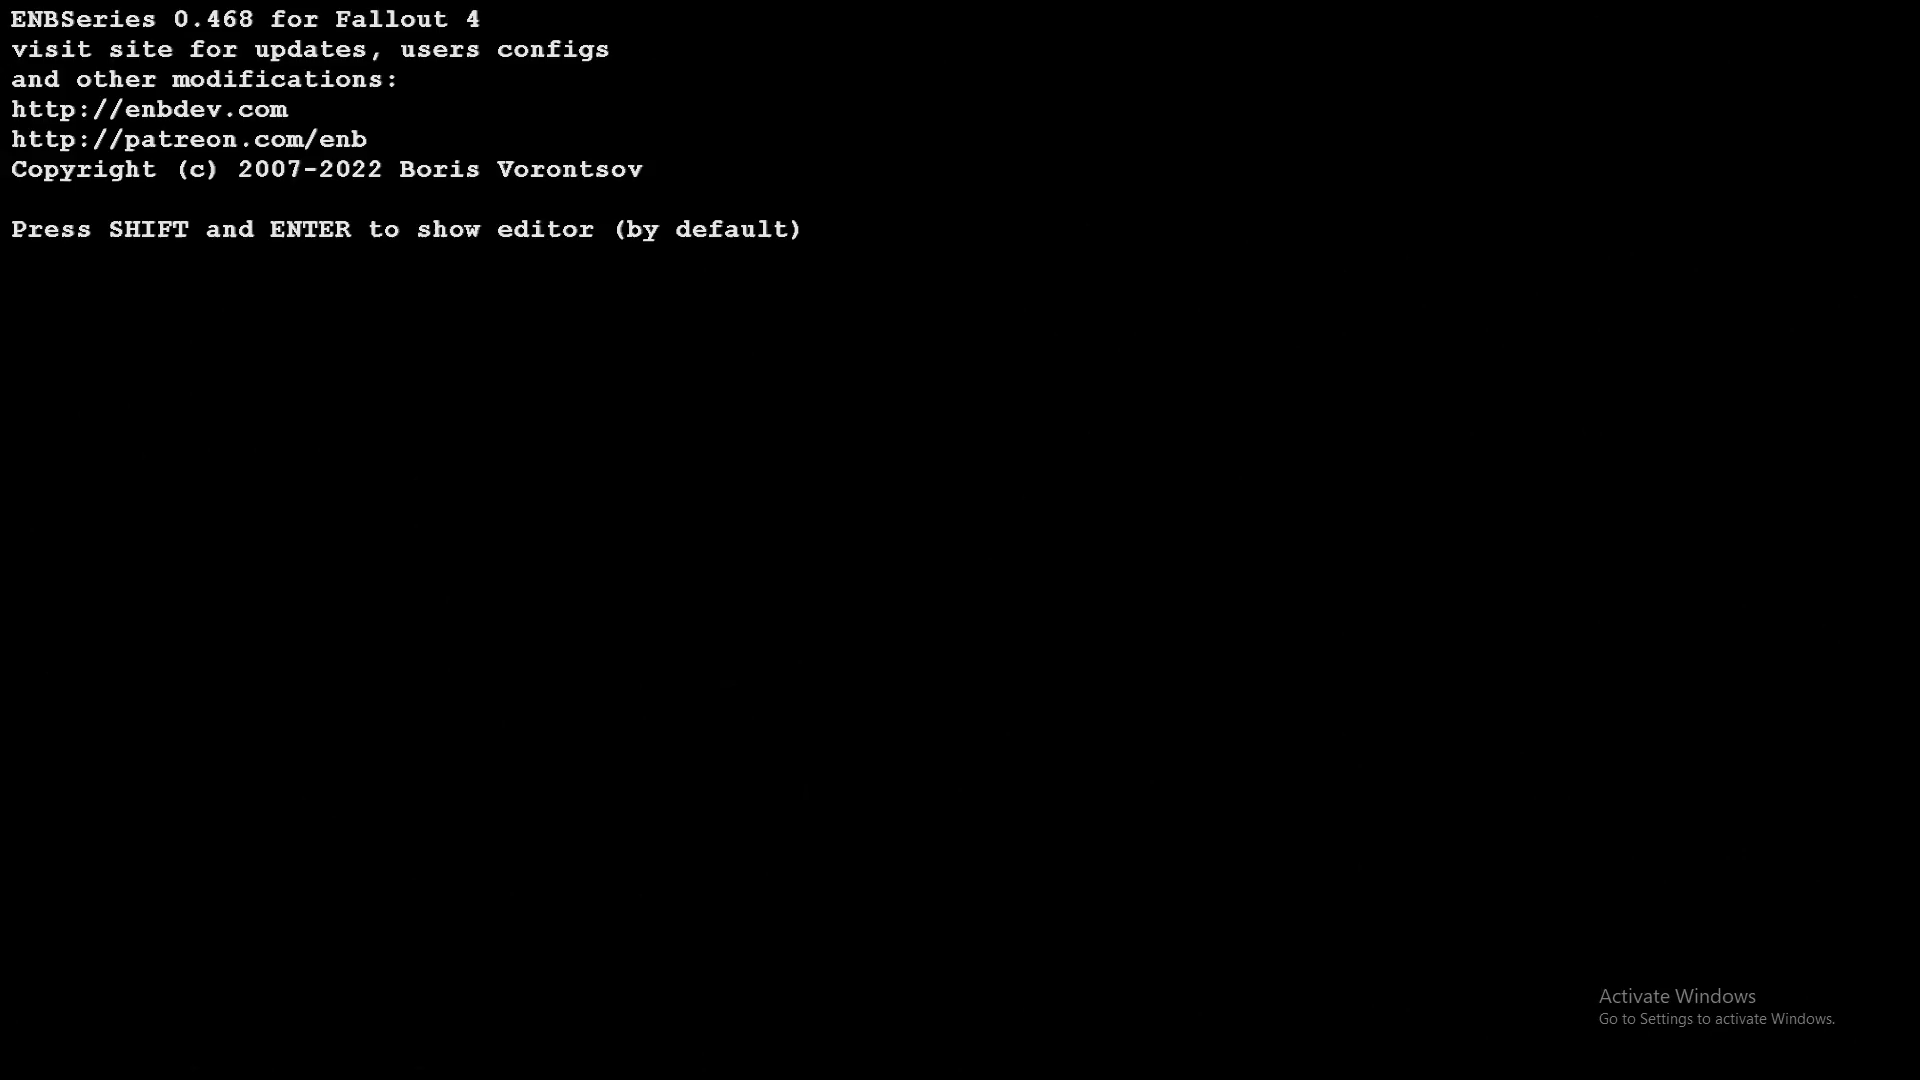 ENBSeries 0.468 for Fallout 4
visit site for updates, users configs
and other modifications:
http://enbdev.com
http://patreon.com/enb
Copyright (c) 2007-2022 Boris Vorontsov
Press SHIFT and ENTER to show editor (by default)
Activate Windows
Go to Settings to activate Windows.